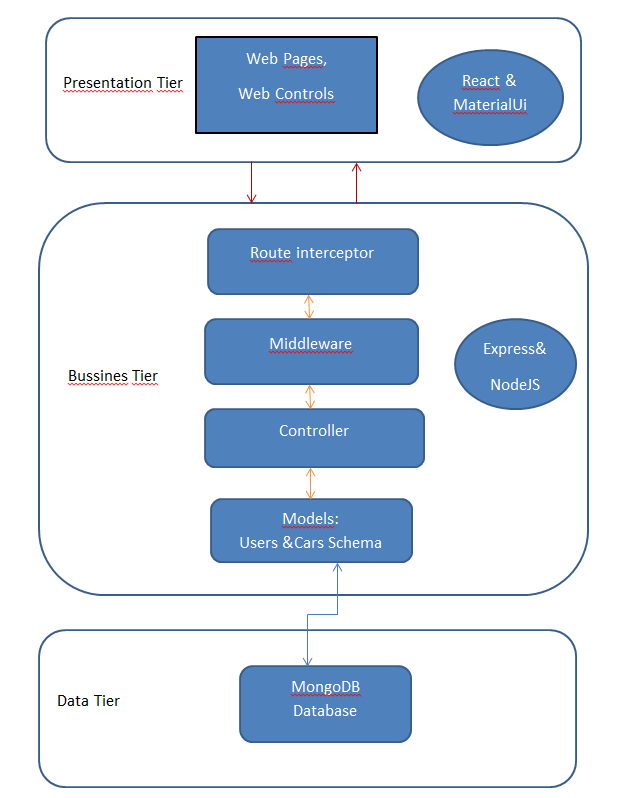 Presentation Tier
Web Pages,
Web Controls
React &
MaterialUi
Route interceptor
Middleware
Bussines Tier
Express&
NodeJS
Controller
Models:
Users &Cars Schema
Data Tier
MongoDB
Database